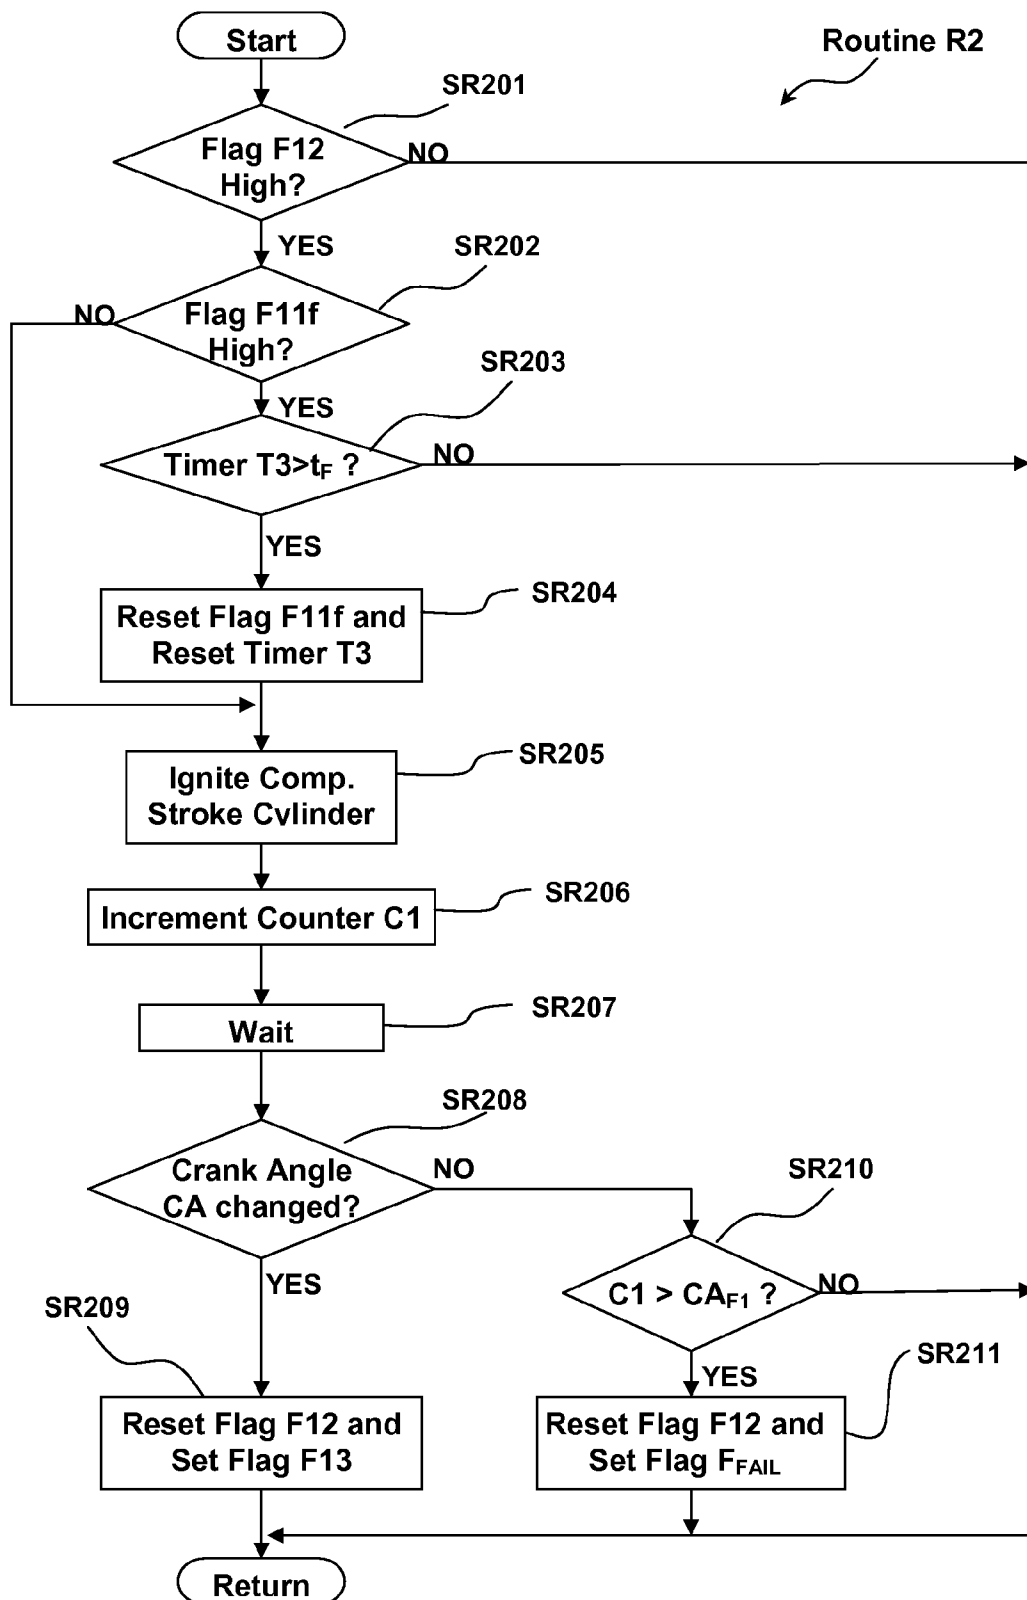 Start
Routine R2
SR201
Flag F12
High?
NO
YES
SR202
Flag F11f
High?
NO
YES
SR203
Timer T3>tF ?
NO
YES
SR204
Reset Flag F11f and
Reset Timer T3
SR205
Ignite Comp.
Stroke Cvlinder
SR206
Increment Counter C1
SR207
Wait
SR208
Crank Angle
CA changed?
NO
YES
SR210
C1 > CAF1 ?
NO
YES
SR209
Reset Flag F12 and
Set Flag F13
SR211
Reset Flag F12 and
Set Flag FFAIL
Return